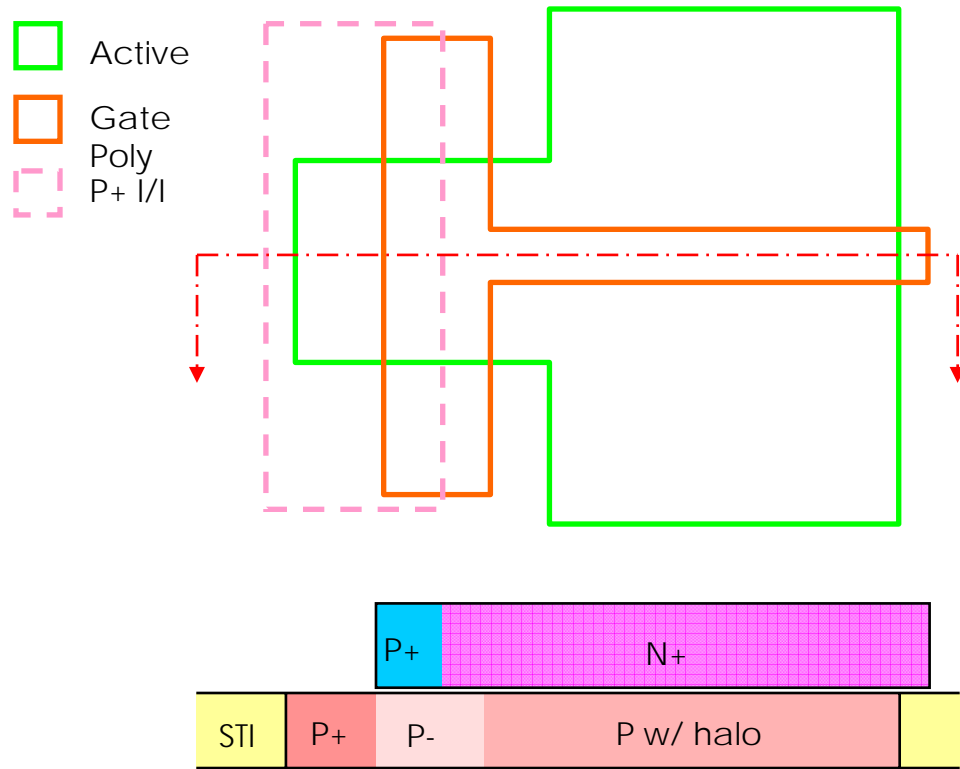 Active
Gate
Poly
P+ I/I
P+
N+
STI
P+
P-
P w/ halo